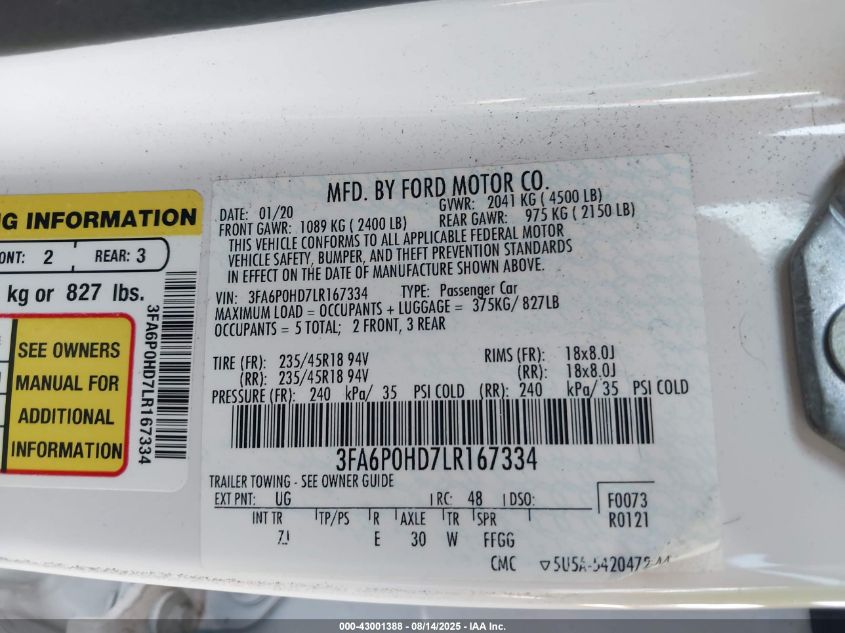 NG INFORMATION
ONT: 2 REAR: 3
kg or 827 lbs.
SEE OWNERS
MANUAL FOR
ADDITIONAL
INFORMATION
3FA6P0HD7LR167334
MFD. BY FORD MOTOR CO.
DATE: 01/20 GVWR: 2041 KG ( 4500 LB)
FRONT GAWR: 1089 KG ( 2400 LB) REAR GAWR: 975 KG ( 2150 LB)
THIS VEHICLE CONFORMS TO ALL APPLICABLE FEDERAL MOTOR
VEHICLE SAFETY, BUMPER, AND THEFT PREVENTION STANDARDS
IN EFFECT ON THE DATE OF MANUFACTURE SHOWN ABOVE.
VIN: 3FA6P0HD7LR167334 TYPE: Passenger Car
MAXIMUM LOAD = OCCUPANTS + LUGGAGE = 375KG/ 827LB
OCCUPANTS = 5 TOTAL; 2 FRONT, 3 REAR
TIRE (FR): 235/45R18 94V RIMS (FR): 18x8.0J
(RR): 235/45R18 94V (RR): 18x8.0J
PRESSURE (FR): 240 kPa/ 35 PSI COLD (RR): 240 kPa/ 35 PSI COLD
3FA6P0HD7LR167334
TRAILER TOWING - SEE OWNER GUIDE
EXT PNT: UG RC: 48 DSO: F0073
R0121
INT TR TP/PS R AXLE TR SPR
E 30 W FFGG
CMC
000-43001388 - 08/14/2025 - IAA Inc.